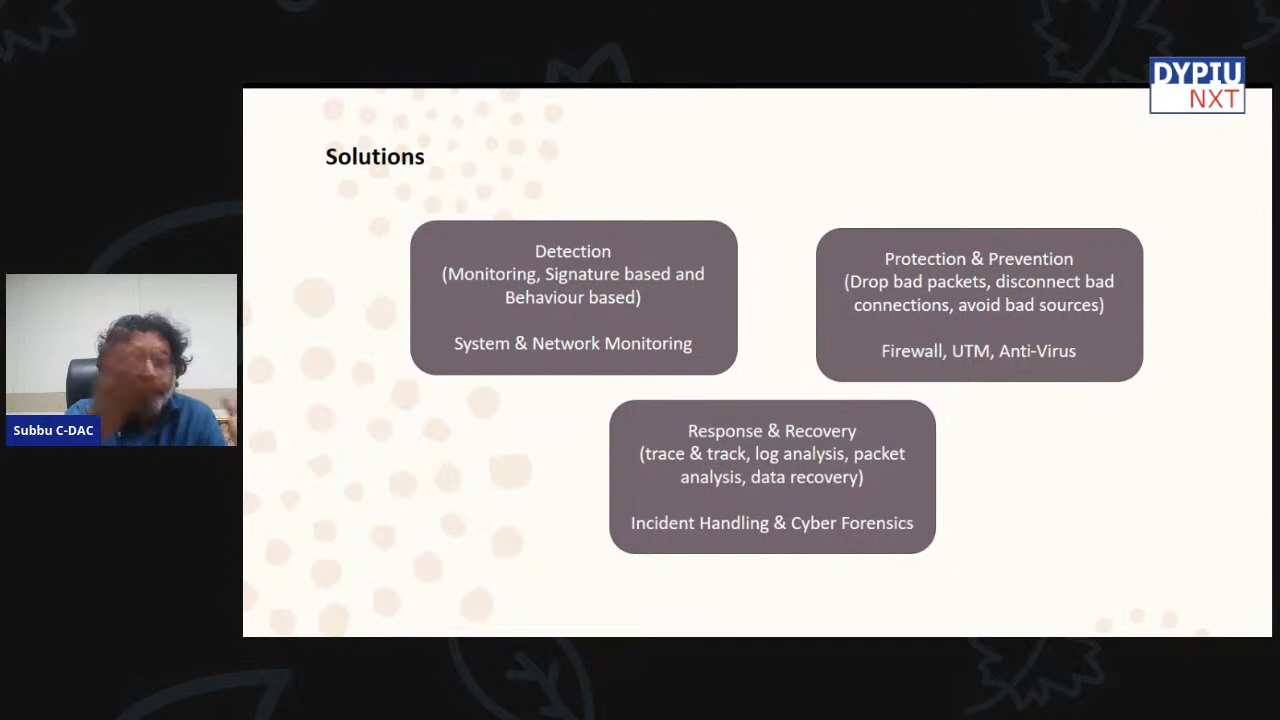 DYPIU
NXT
Solutions
Detection
(Monitoring, Signature based and
Behaviour based)
System & Network Monitoring
Protection & Prevention
(Drop bad packets, disconnect bad
connections, avoid bad sources)
Firewall, UTM, Anti-Virus
Response & Recovery
(trace & track, log analysis, packet
analysis, data recovery)
Incident Handling & Cyber Forensics
Subbu C-DAC